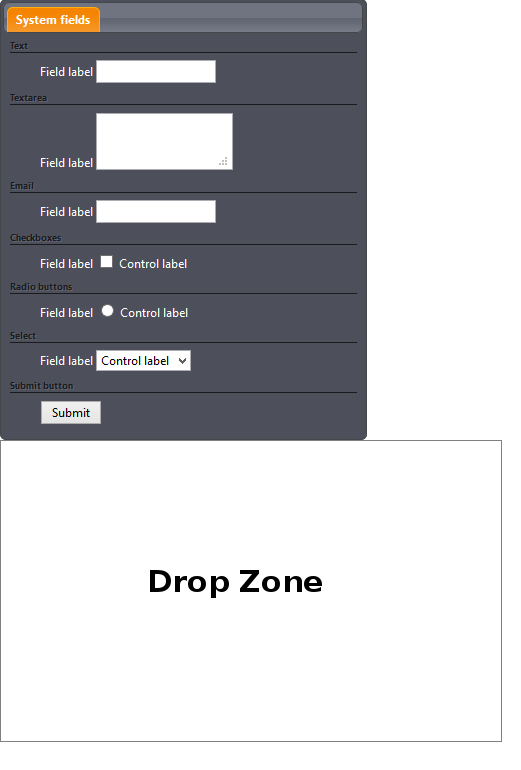 System fields
Text
Field label
Textarea
Field label
Email
Field label
Checkboxes
Field label Control label
Radio buttons
Field label Control label
Select
Field label Control label
Submit button
Submit
Drop Zone